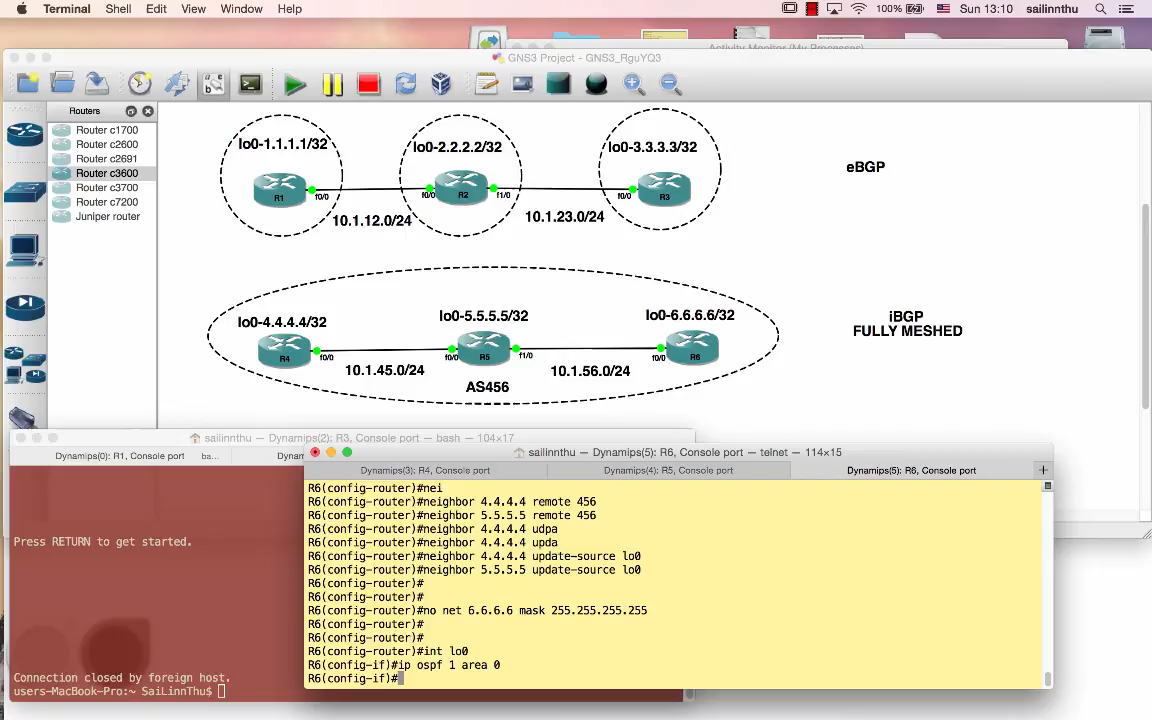 Terminal Shell Edit View Window Help 100% Sun 13:10 sailinnthu
Activity Monitor (My Processes)
GNS3 Project - GNS3_RguYQ3
Routers
Router c1700
Router c2600
Router c2691
Router c3600
Router c3700
Router c7200
Juniper router
lo0-1.1.1.1/32
lo0-2.2.2.2/32
lo0-3.3.3.3/32
eBGP
R1
f0/0
f0/0
R2
f1/0
f0/0
R3
10.1.12.0/24
10.1.23.0/24
lo0-4.4.4.4/32
lo0-5.5.5.5/32
lo0-6.6.6.6/32
iBGP
FULLY MESHED
R4
f0/0
f0/0
R5
f1/0
f0/0
R6
10.1.45.0/24
10.1.56.0/24
AS456
sailinnthu — Dynamips(2): R3, Console port — bash — 104×17
Dynamips(0): R1, Console port ba... Dynami
Press RETURN to get started.
Connection closed by foreign host.
users-MacBook-Pro:~ SaiLinnThu$
sailinnthu — Dynamips(5): R6, Console port — telnet — 114×15
Dynamips(3): R4, Console port Dynamips(4): R5, Console port Dynamips(5): R6, Console port +
R6(config-router)#nei
R6(config-router)#neighbor 4.4.4.4 remote 456
R6(config-router)#neighbor 5.5.5.5 remote 456
R6(config-router)#neighbor 4.4.4.4 udpa
R6(config-router)#neighbor 4.4.4.4 upda
R6(config-router)#neighbor 4.4.4.4 update-source lo0
R6(config-router)#neighbor 5.5.5.5 update-source lo0
R6(config-router)#
R6(config-router)#
R6(config-router)#no net 6.6.6.6 mask 255.255.255.255
R6(config-router)#
R6(config-router)#
R6(config-router)#int lo0
R6(config-if)#ip ospf 1 area 0
R6(config-if)#